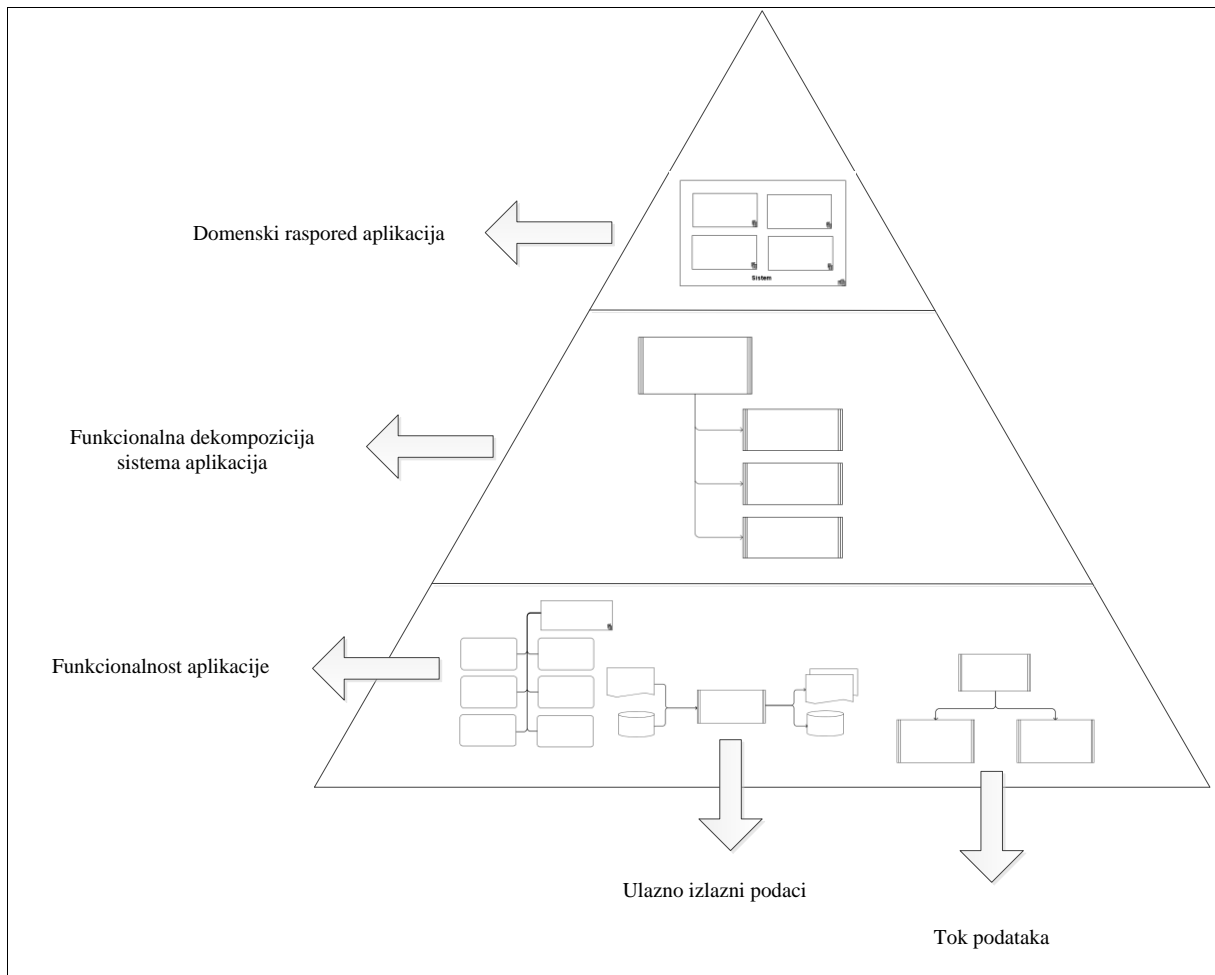 Domenski raspored aplikacija
Sistem
Funkcionalna dekompozicija
sistema aplikacija
Funkcionalnost aplikacije
Ulazno izlazni podaci
Tok podataka